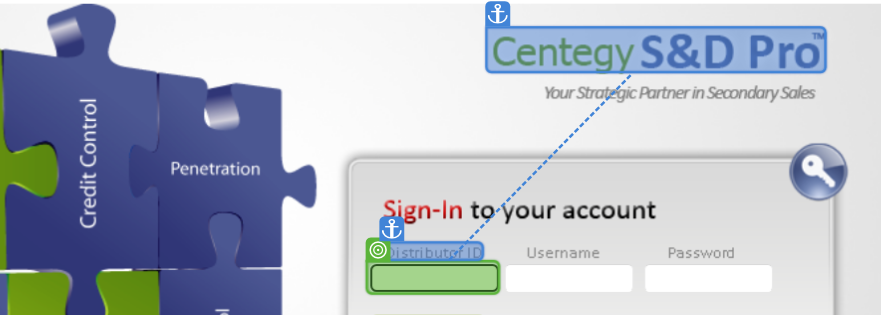 Centegy S&D Pro™
Your Strategic Partner in Secondary Sales
Credit Control
Penetration
Sign-In to your account
Distributor ID Username Password